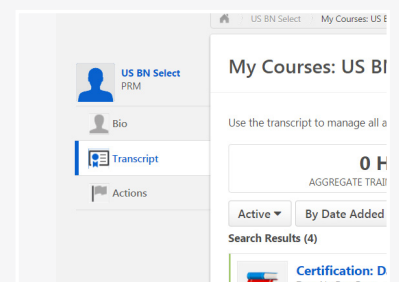 US BN Select My Courses: US B
US BN Select
PRM
Bio
Transcript
Actions
My Courses: US B
Use the transcript to manage all a
0 H
AGGREGATE TRAI
Active
By Date Added
Search Results (4)
Certification: D